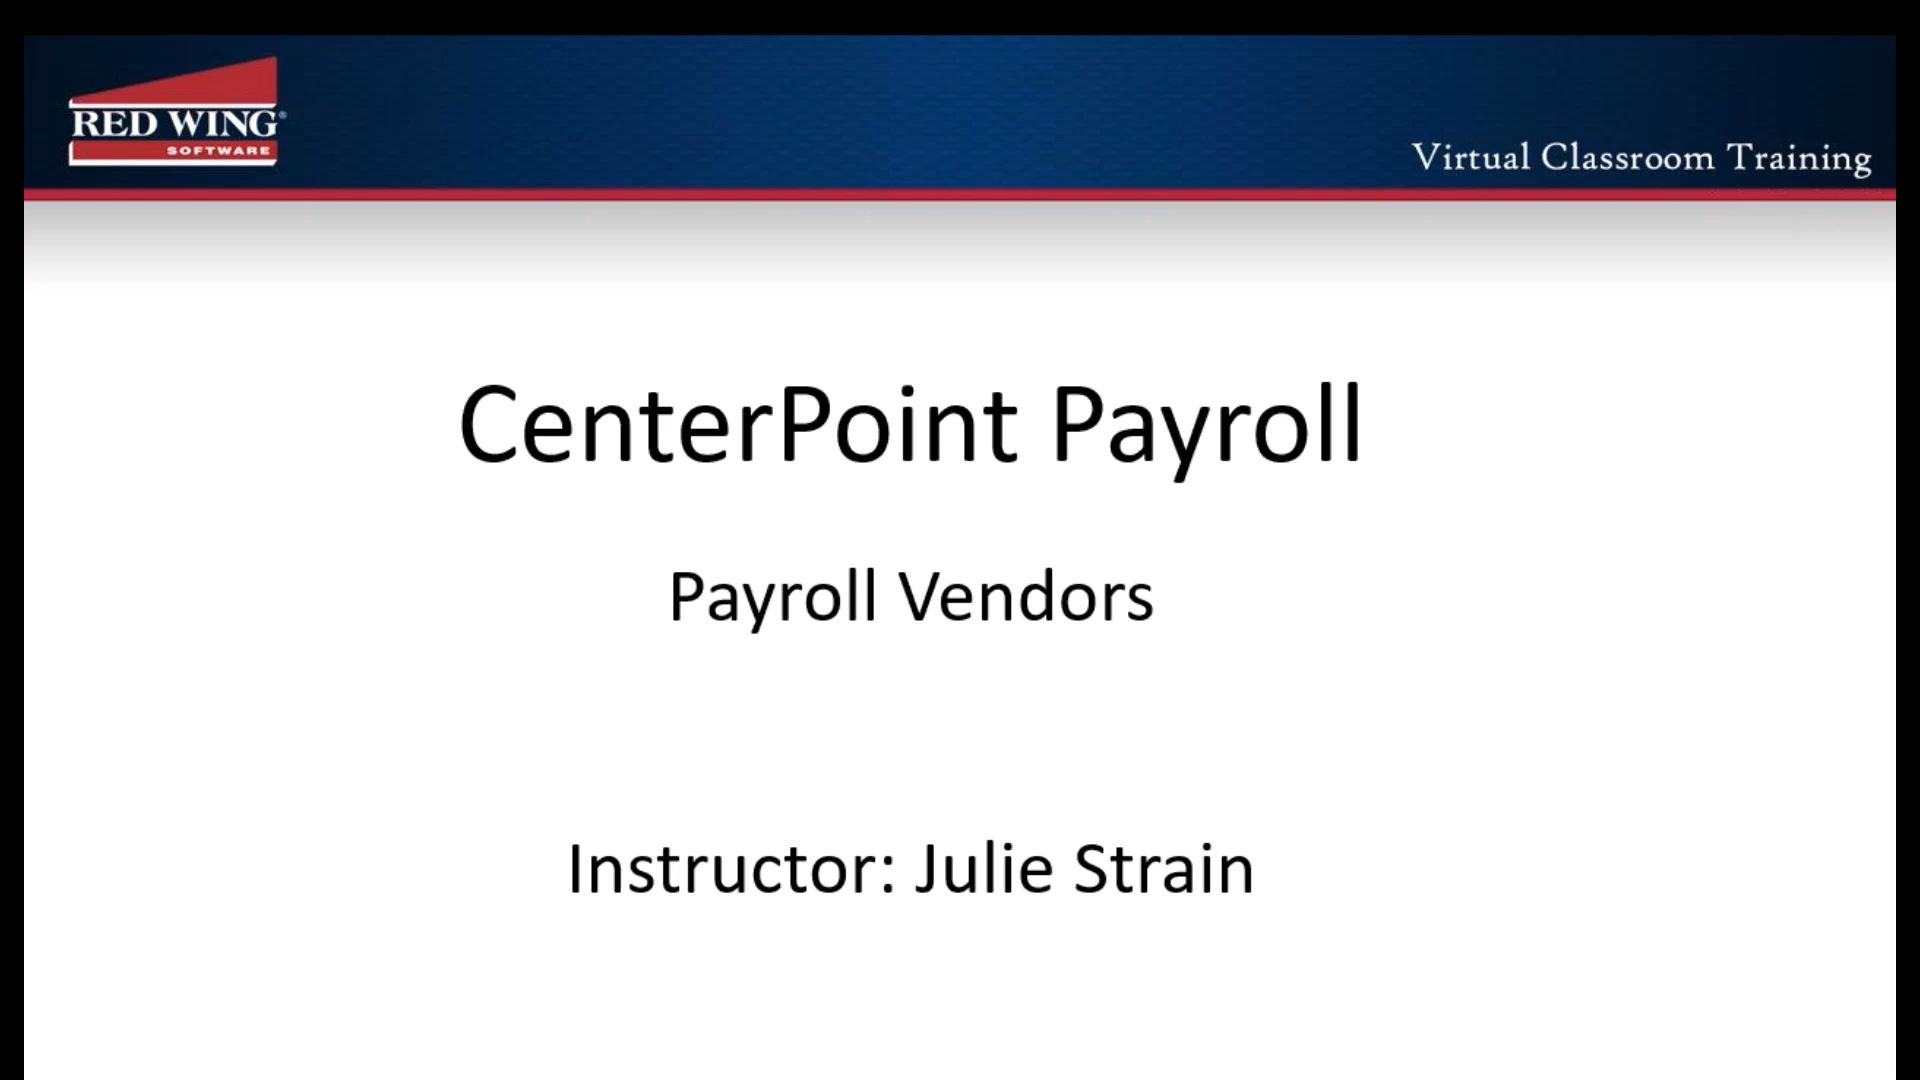 RED WING®
SOFTWARE
Virtual Classroom Training
CenterPoint Payroll
Payroll Vendors
Instructor: Julie Strain